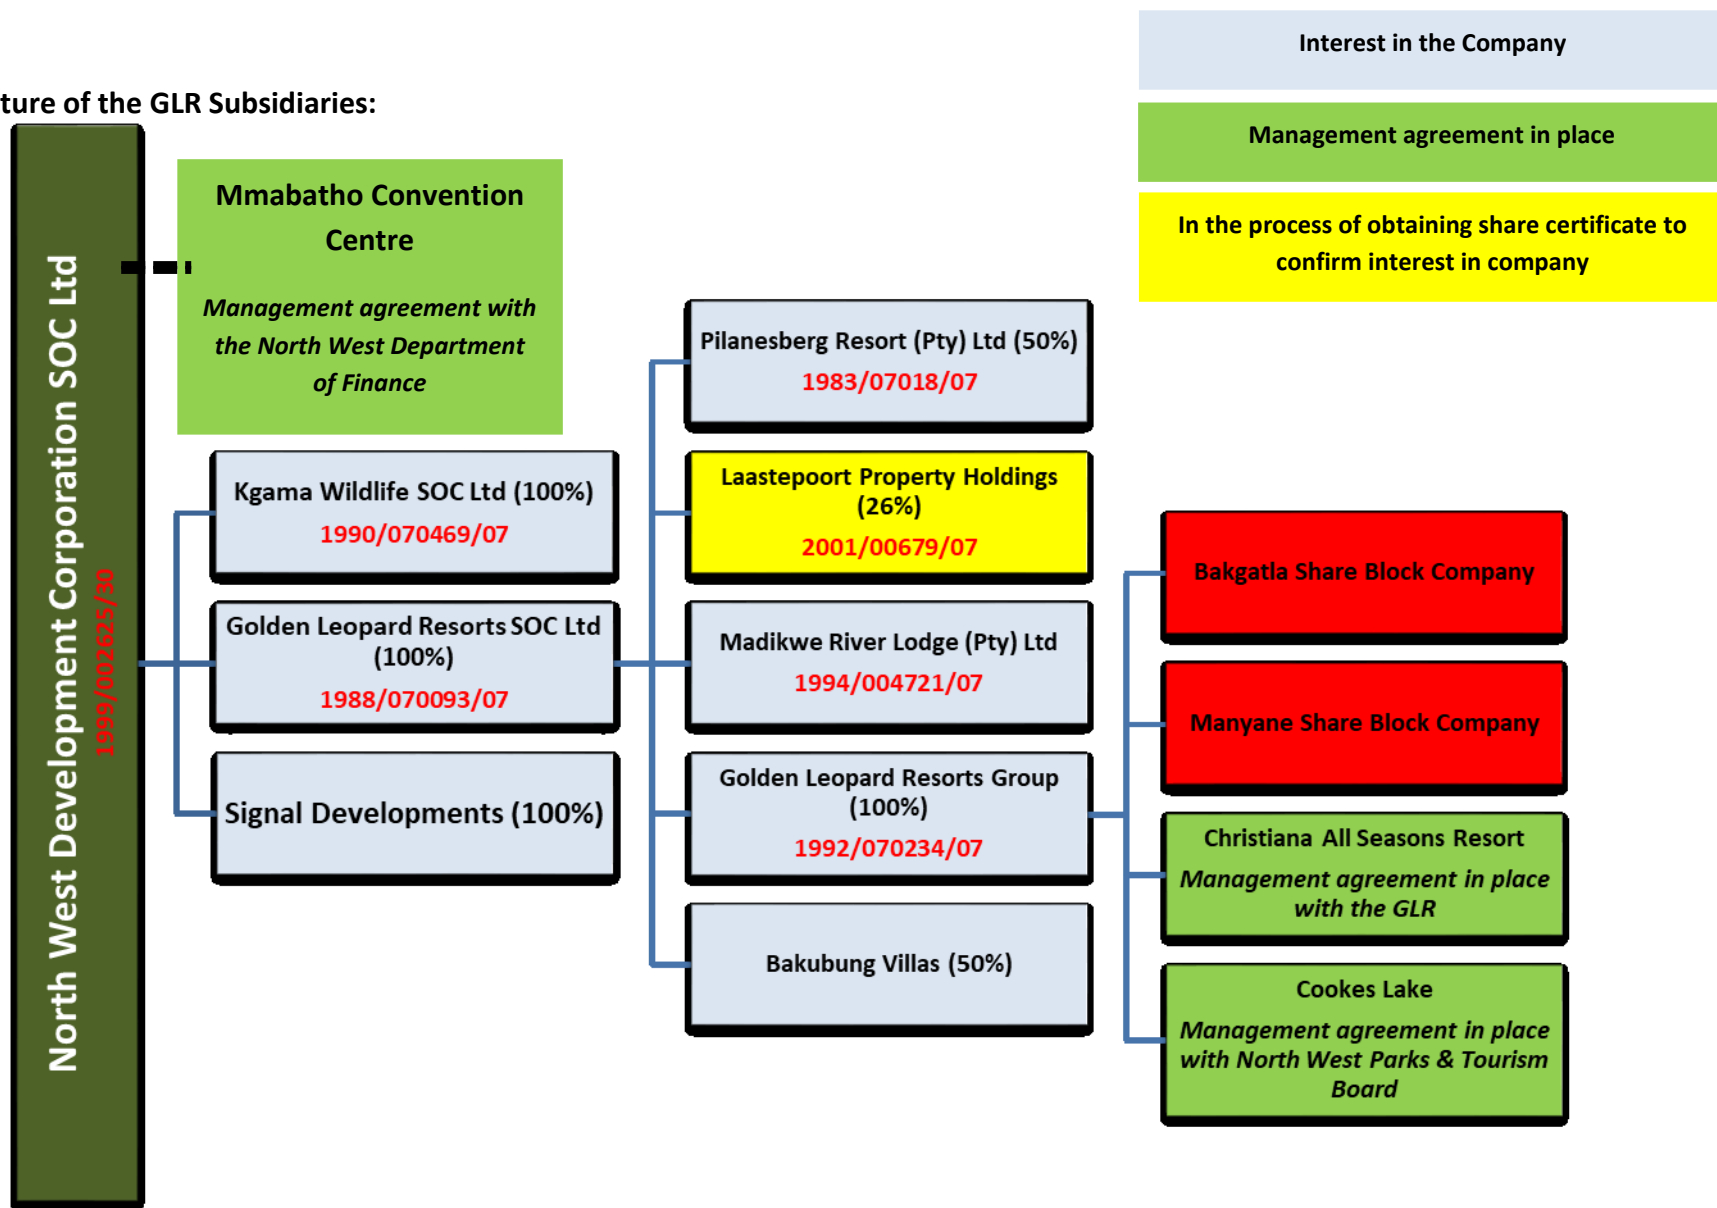 Interest in the Company
ture of the GLR Subsidiaries:
Management agreement in place
In the process of obtaining share certificate to
confirm interest in company
North West Development Corporation SOC Ltd
1999/002625/30
Mmabatho Convention
Centre
Management agreement with
the North West Department
of Finance
Kgama Wildlife SOC Ltd (100%)
1990/070469/07
Golden Leopard Resorts SOC Ltd
(100%)
1988/070093/07
Signal Developments (100%)
Pilanesberg Resort (Pty) Ltd (50%)
1983/07018/07
Laastepoort Property Holdings
(26%)
2001/00679/07
Madikwe River Lodge (Pty) Ltd
1994/004721/07
Golden Leopard Resorts Group
(100%)
1992/070234/07
Bakubung Villas (50%)
Bakgatla Share Block Company
Manyane Share Block Company
Christiana All Seasons Resort
Management agreement in place
with the GLR
Cookes Lake
Management agreement in place
with North West Parks & Tourism
Board